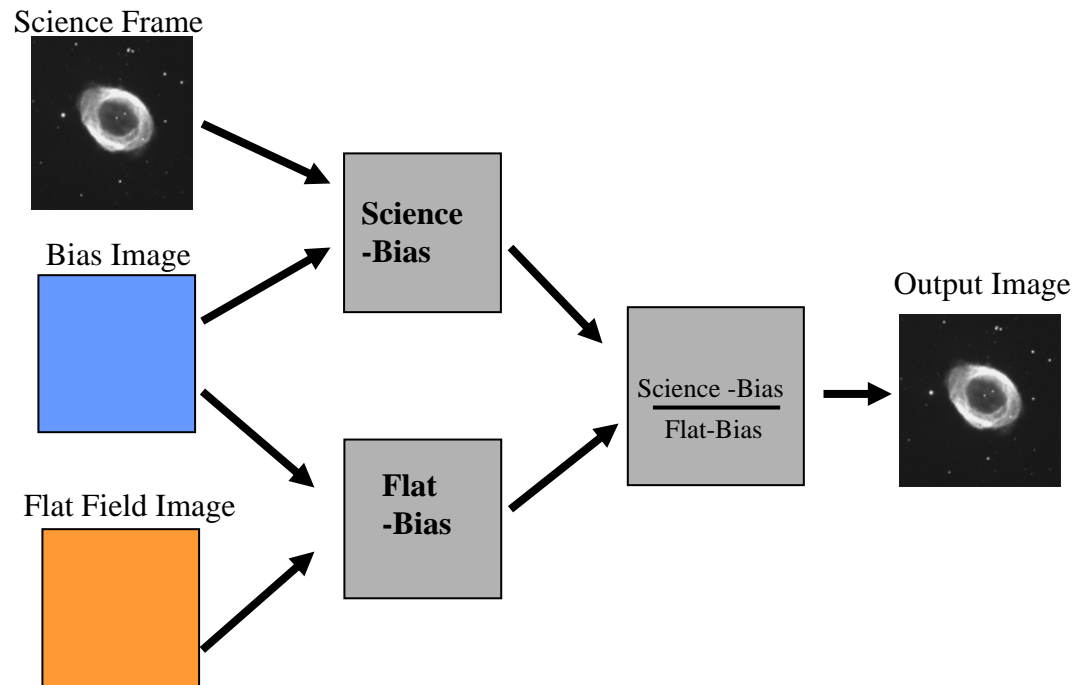 Science Frame
Bias Image
Flat Field Image
Science
-Bias
Flat
-Bias
Science -Bias
Flat-Bias
Output Image